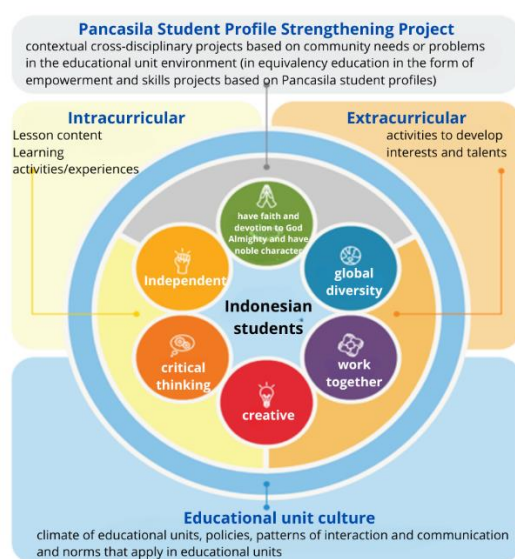 Pancasila Student Profile Strengthening Project
contextual cross-disciplinary projects based on community needs or problems
in the educational unit environment (in equivalency education in the form of
empowerment and skills projects based on Pancasila student profiles)
Intracurricular
Lesson content
Learning
activities/experiences
Extracurricular
activities to develop
interests and talents
have faith and
devotion to God
Almighty and have
noble character
Independent
global
diversity
Indonesian
students
critical
thinking
work
together
creative
Educational unit culture
climate of educational units, policies, patterns of interaction and communication
and norms that apply in educational units